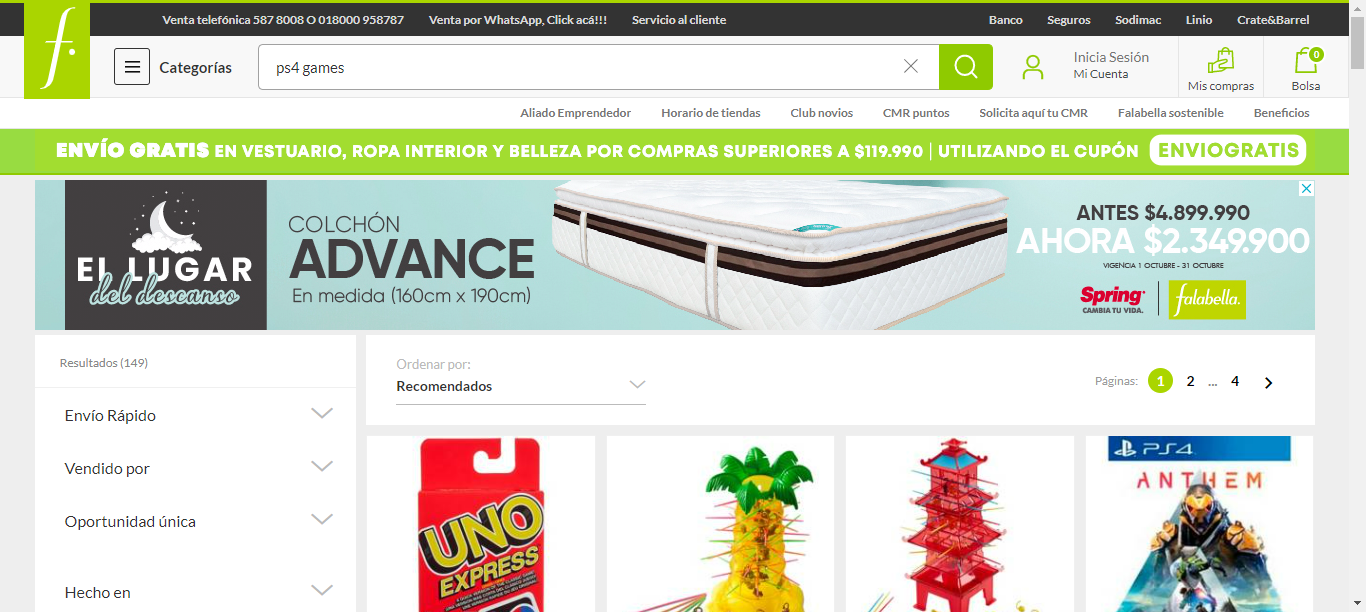 Venta telefónica 587 8008 O 018000 958787
Venta por WhatsApp, Click acá!!!
Servicio al cliente
Banco
Seguros
Sodimac
Linio
Crate&Barrel
f.
Categorías
ps4 games
Inicia Sesión
Mi Cuenta
Mis compras
0
Bolsa
Aliado Emprendedor
Horario de tiendas
Club novios
CMR puntos
Solicita aquí tu CMR
Falabella sostenible
Beneficios
ENVÍO GRATIS EN VESTUARIO, ROPA INTERIOR Y BELLEZA POR COMPRAS SUPERIORES A $119.990 | UTILIZANDO EL CUPÓN ENVIOGRATIS
EL LUGAR
del descanso
COLCHÓN
ADVANCE
En medida (160cm x 190cm)
ANTES $4.899.990
AHORA $2.349.900
VIGENCIA 1 OCTUBRE - 31 OCTUBRE
Spring
CAMBIA TU VIDA.
falabella.
Resultados (149)
Ordenar por:
Recomendados
Páginas: 1 2 ... 4
Envío Rápido
Vendido por
Oportunidad única
Hecho en
UNO
EXPRESS
PS4
ANTHEM